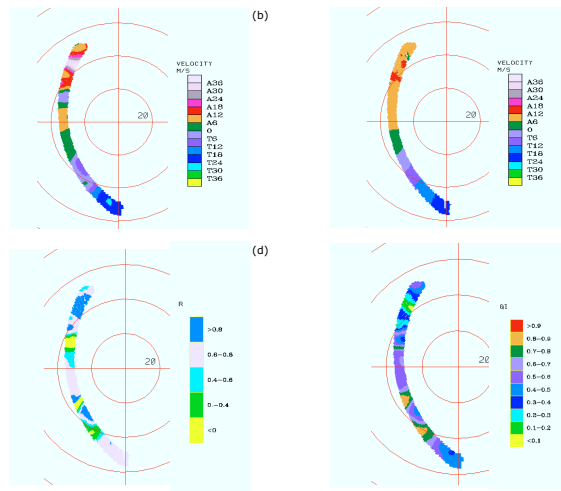 (b)
VELOCITY
M/S
A36
A30
A24
A18
A12
A6
0
T6
T12
T18
T24
T30
T36
20
VELOCITY
M/S
A36
A30
A24
A18
A12
A6
0
T6
T12
T18
T24
T30
T36
20
(d)
R
>0.8
0.6-0.8
0.4-0.6
0.-0.4
<0
20
QI
>0.9
0.8-0.9
0.7-0.8
0.6-0.7
0.5-0.6
0.4-0.5
0.3-0.4
0.2-0.3
0.1-0.2
<0.1
20